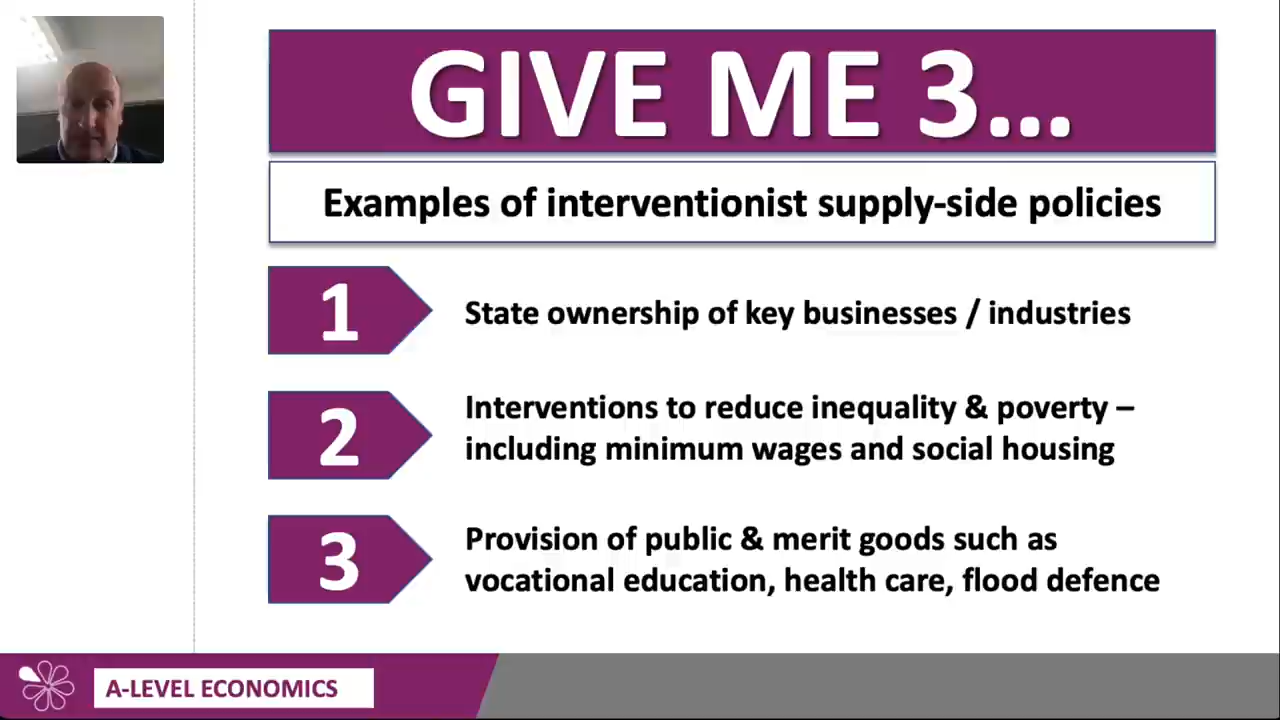 GIVE ME 3...
Examples of interventionist supply-side policies
1
State ownership of key businesses / industries
2
Interventions to reduce inequality & poverty –
including minimum wages and social housing
3
Provision of public & merit goods such as
vocational education, health care, flood defence
A-LEVEL ECONOMICS